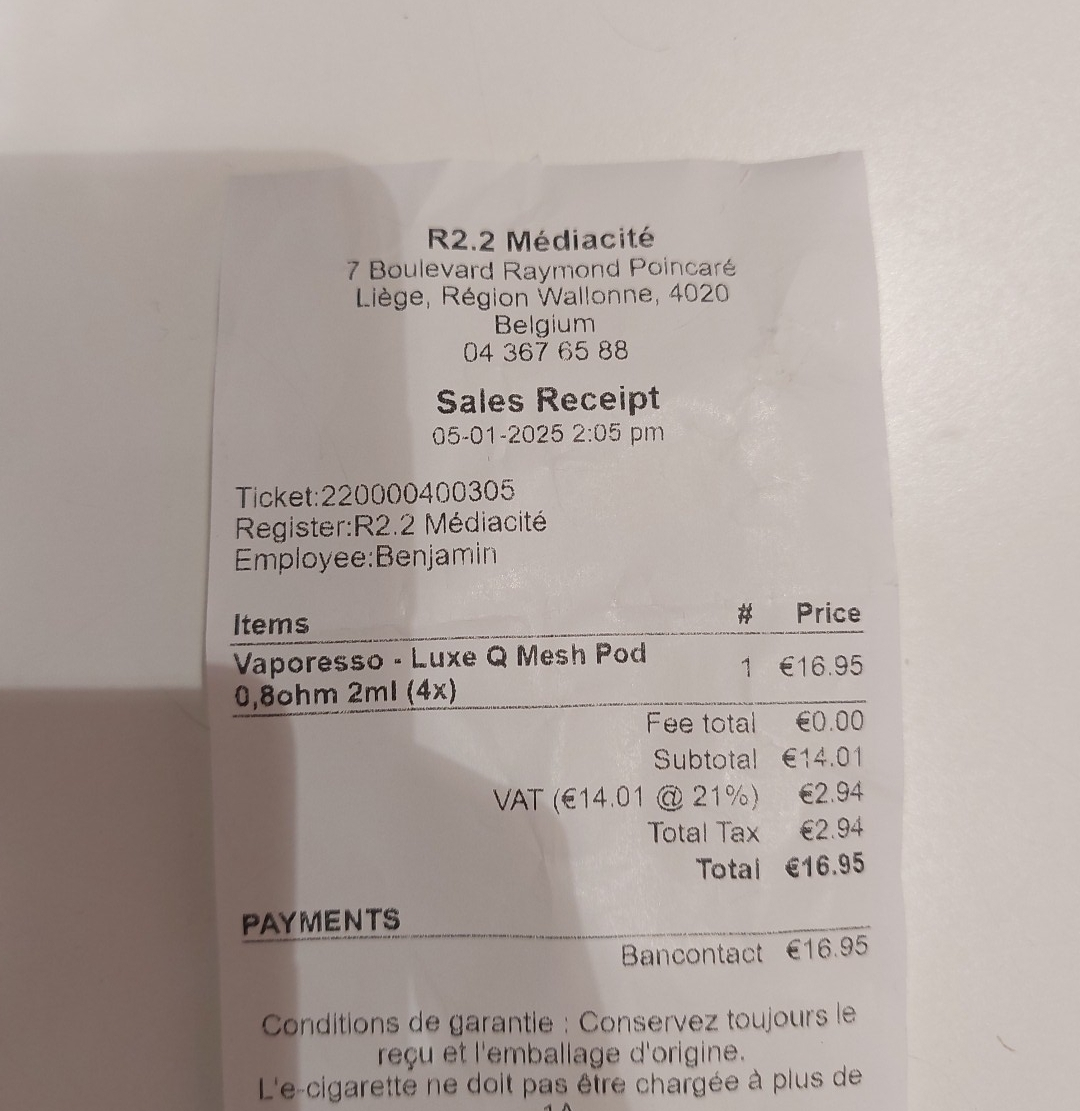 R2.2 Médiacité
7 Boulevard Raymond Poincaré
Liège, Région Wallonne, 4020
Belgium
04 367 65 88
Sales Receipt
05-01-2025 2:05 pm
Ticket:220000400305
Register:R2.2 Médiacité
Employee:Benjamin
Items # Price
Vaporesso - Luxe Q Mesh Pod
0,8ohm 2ml (4x) 1 €16.95
Fee total €0.00
Subtotal €14.01
VAT (€14.01 @ 21%) €2.94
Total Tax €2.94
Total €16.95
PAYMENTS
Bancontact €16.95
Conditions de garantie : Conservez toujours le
reçu et l'emballage d'origine.
L'e-cigarette ne doit pas être chargée à plus de